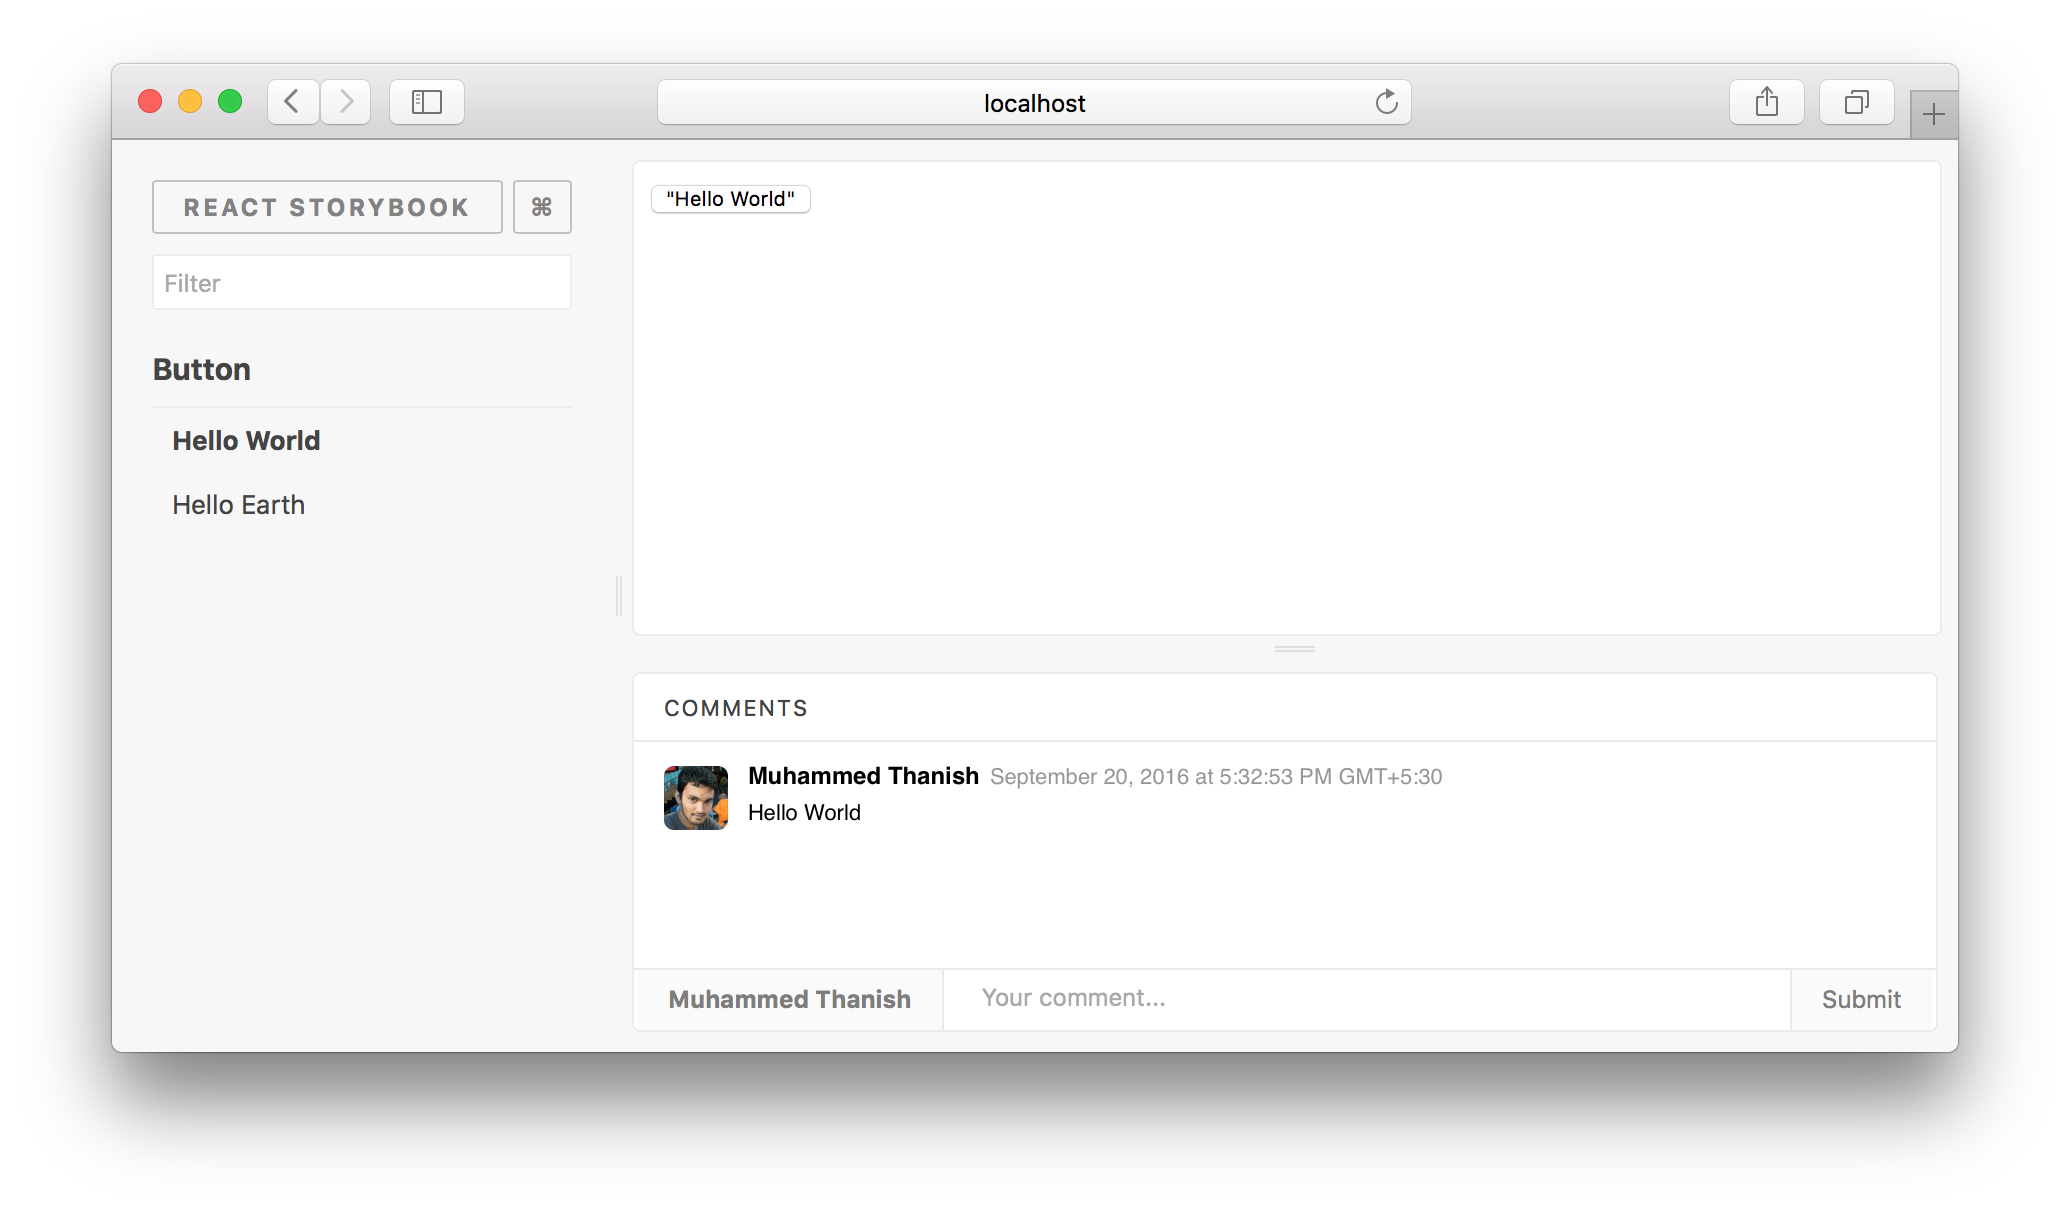 localhost
REACT STORYBOOK ⌘
Filter
Button
Hello World
Hello Earth
"Hello World"
COMMENTS
Muhammed Thanish September 20, 2016 at 5:32:53 PM GMT+5:30
Hello World
Muhammed Thanish Your comment... Submit